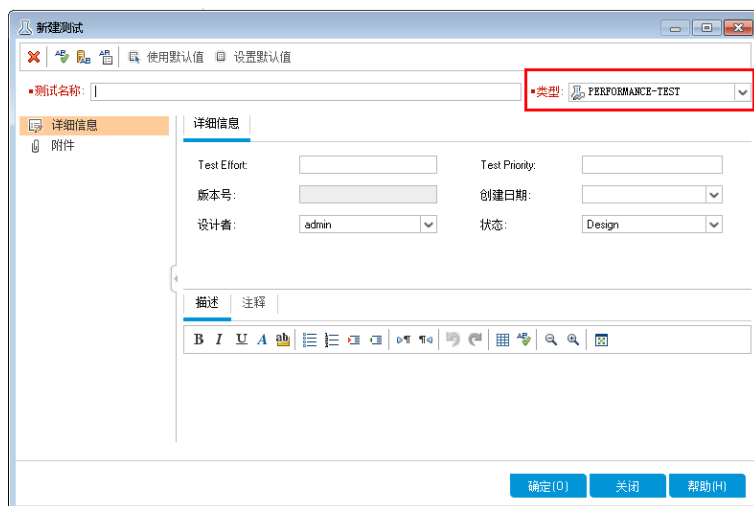 新建测试
使用默认值 设置默认值
▪测试名称: ▪类型: PERFORMANCE-TEST
详细信息 详细信息
附件
Test Effort: Test Priority:
版本号: 创建日期:
设计者: admin 状态: Design
描述 注释
B I U A ab
确定(O) 关闭 帮助(H)